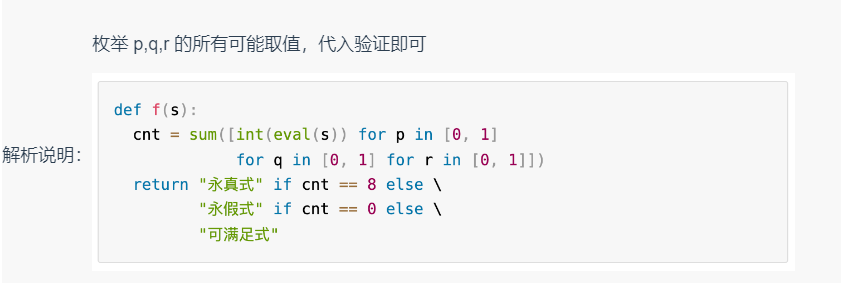 枚举 p,q,r 的所有可能取值，代入验证即可
解析说明：
def f(s):
  cnt = sum([int(eval(s)) for p in [0, 1]
             for q in [0, 1] for r in [0, 1]])
  return "永真式" if cnt == 8 else \
         "永假式" if cnt == 0 else \
         "可满足式"